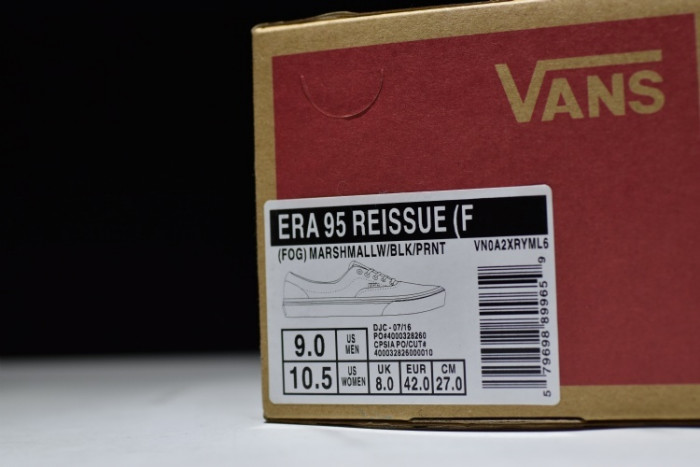 VANS
ERA 95 REISSUE (F
(FOG) MARSHMALLW/BLK/PRNT VN0A2XRYML6
9.0 US MEN
DJC - 07/16
PO#4000328260
CPSIA PO/CUT#
400032826000010
10.5 US WOMEN
UK 8.0
EUR 42.0
CM 27.0
5 79698 89965 9